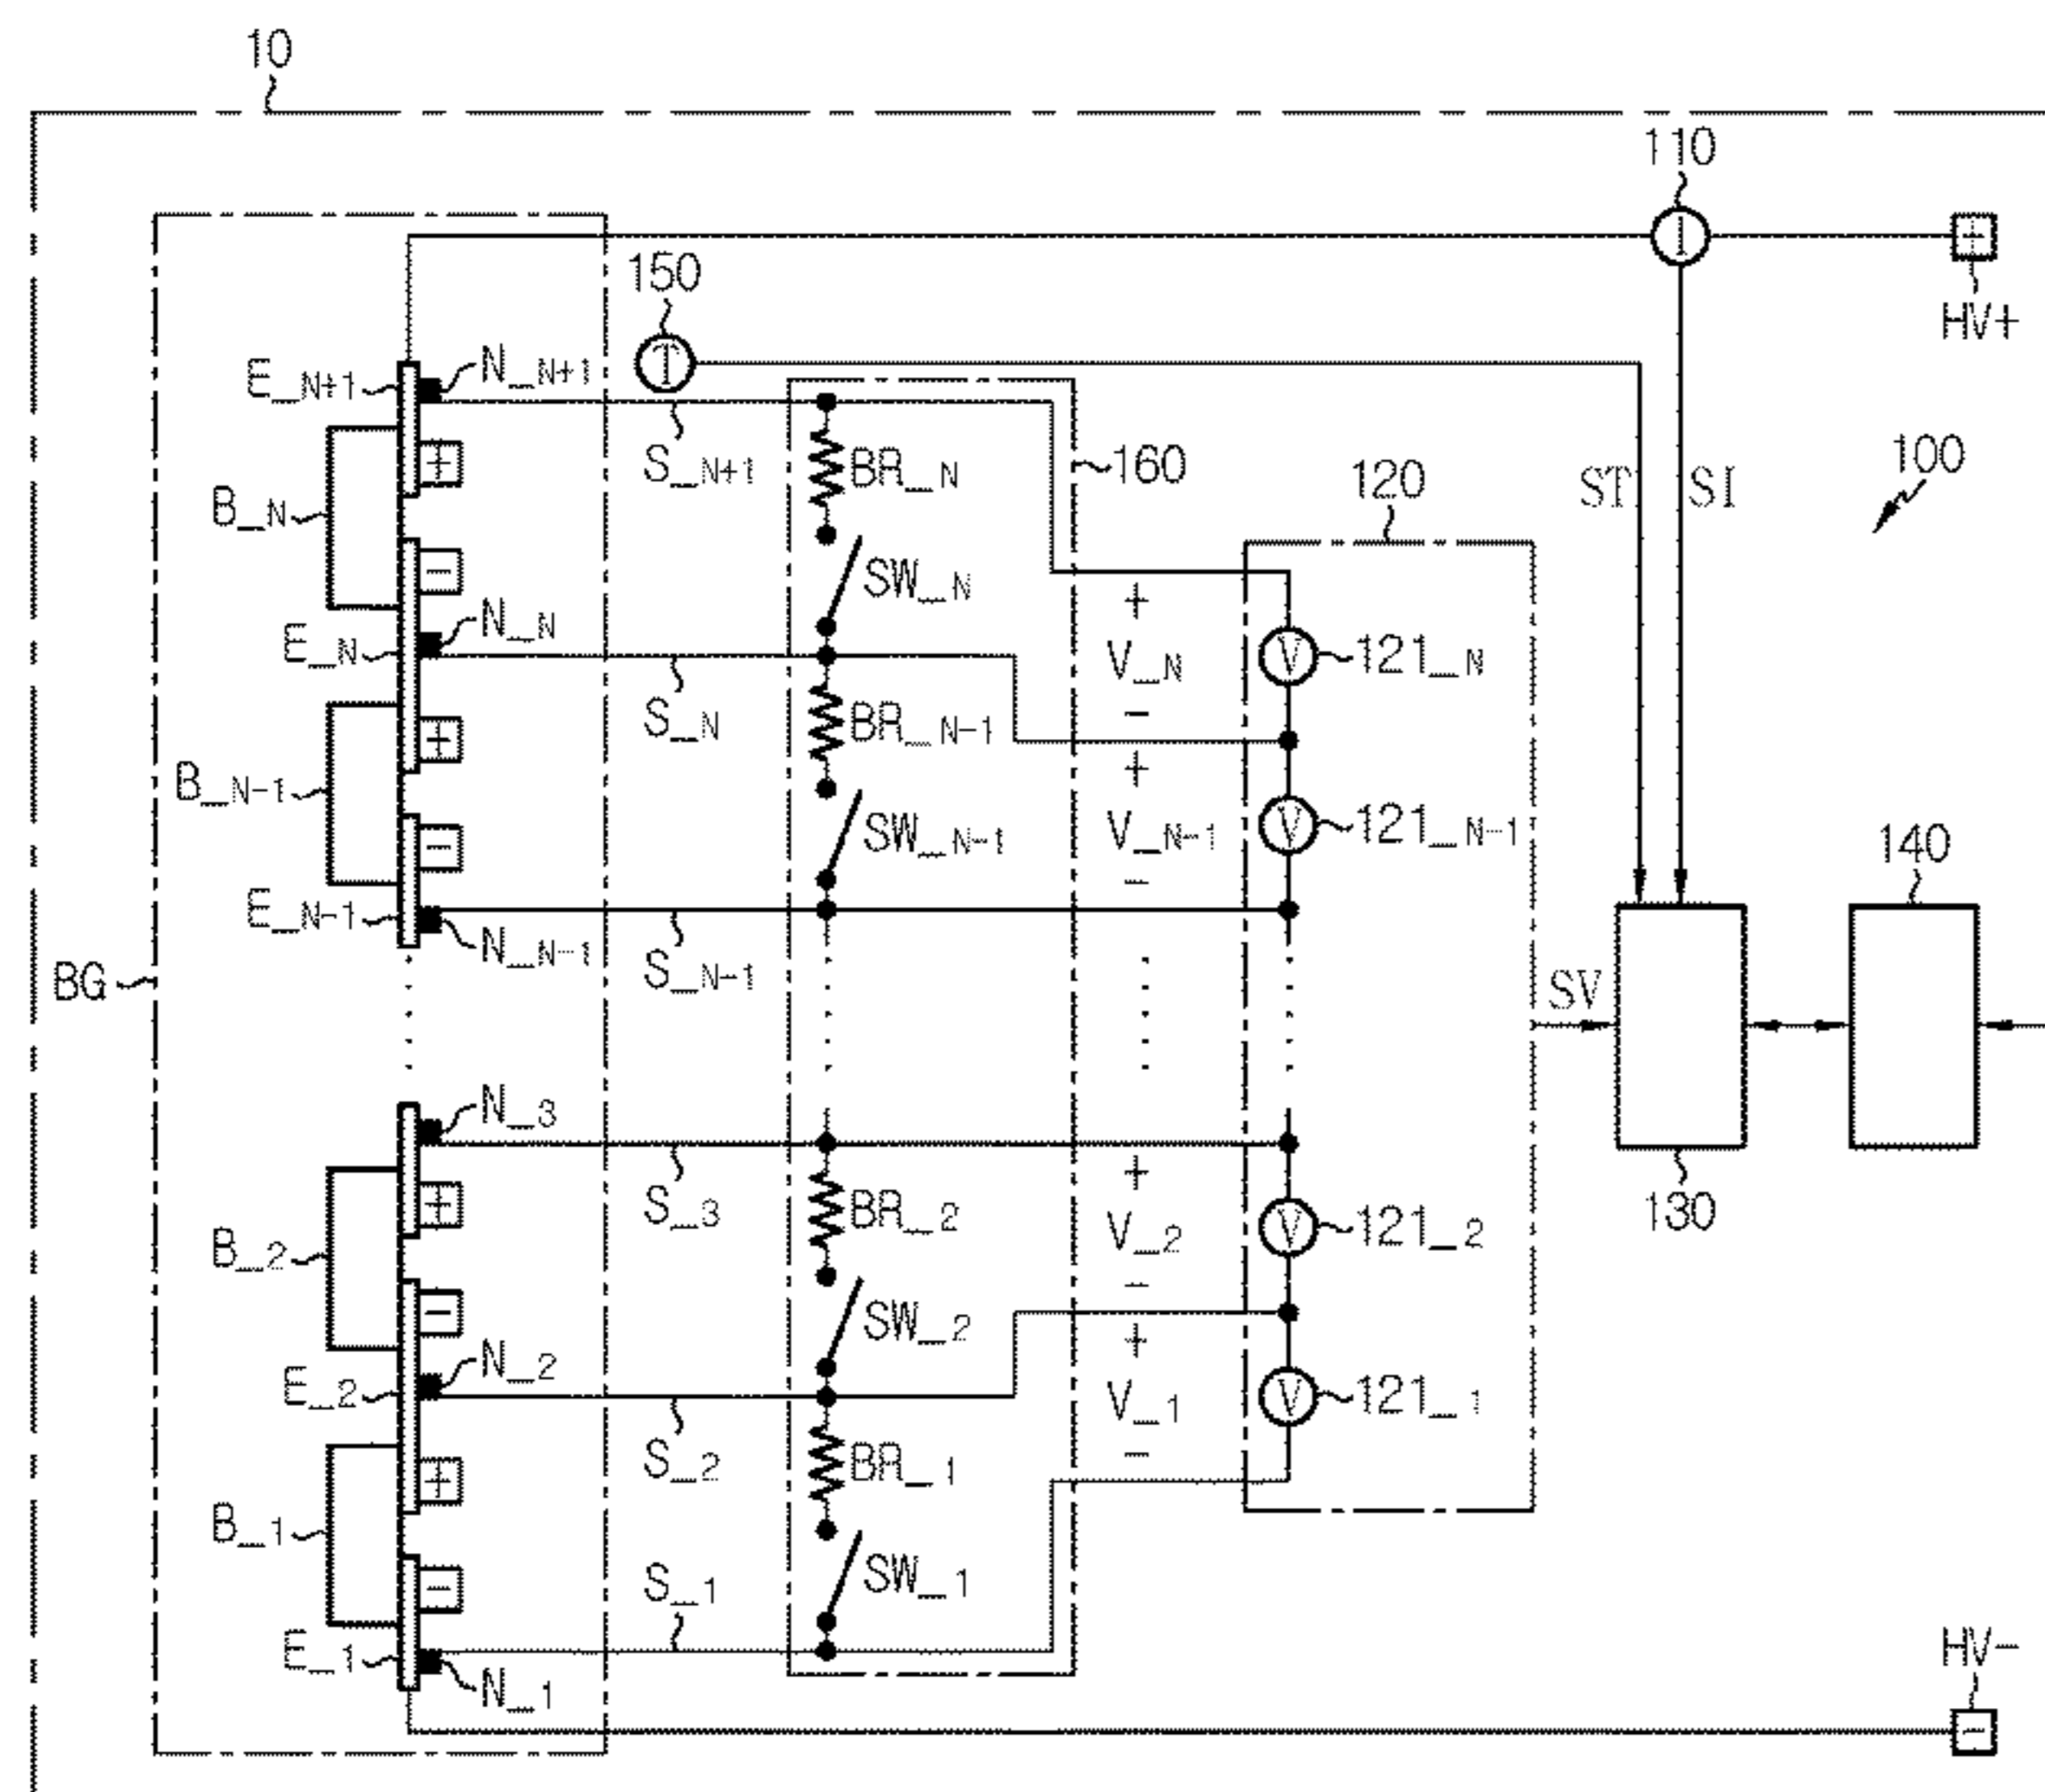 10
110
+
HV+
150
I
T
E_N+1
N_N+1
+
S_N+1
BR_N
160
120
100
ST
SI
B_N
-
SW_N
+
N_N
E_N
V_N
V
121_N
S_N
BR_N-1
-
+
+
B_N-1
SW_N-1
V_N-1
V
121_N-1
-
-
140
E_N-1
N_N-1
S_N-1
BG
SV
N_3
+
S_3
BR_2
+
V_2
V
121_2
130
B_2
-
SW_2
-
+
N_2
E_2
V_1
V
121_1
S_2
BR_1
-
+
B_1
-
S_1
SW_1
E_1
N_1
HV-
-